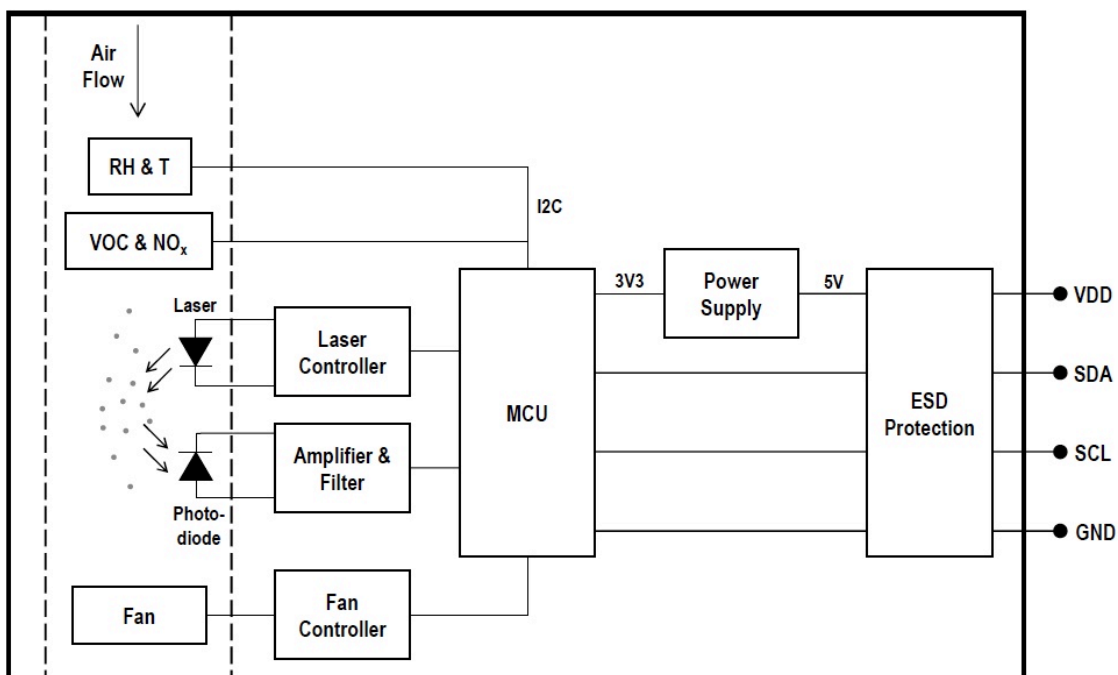 Air
Flow
RH & T
I2C
VOC & NOx
3V3
Power
Supply
5V
VDD
Laser
Laser
Controller
SDA
MCU
ESD
Protection
Amplifier &
Filter
SCL
Photo-
diode
GND
Fan
Fan
Controller